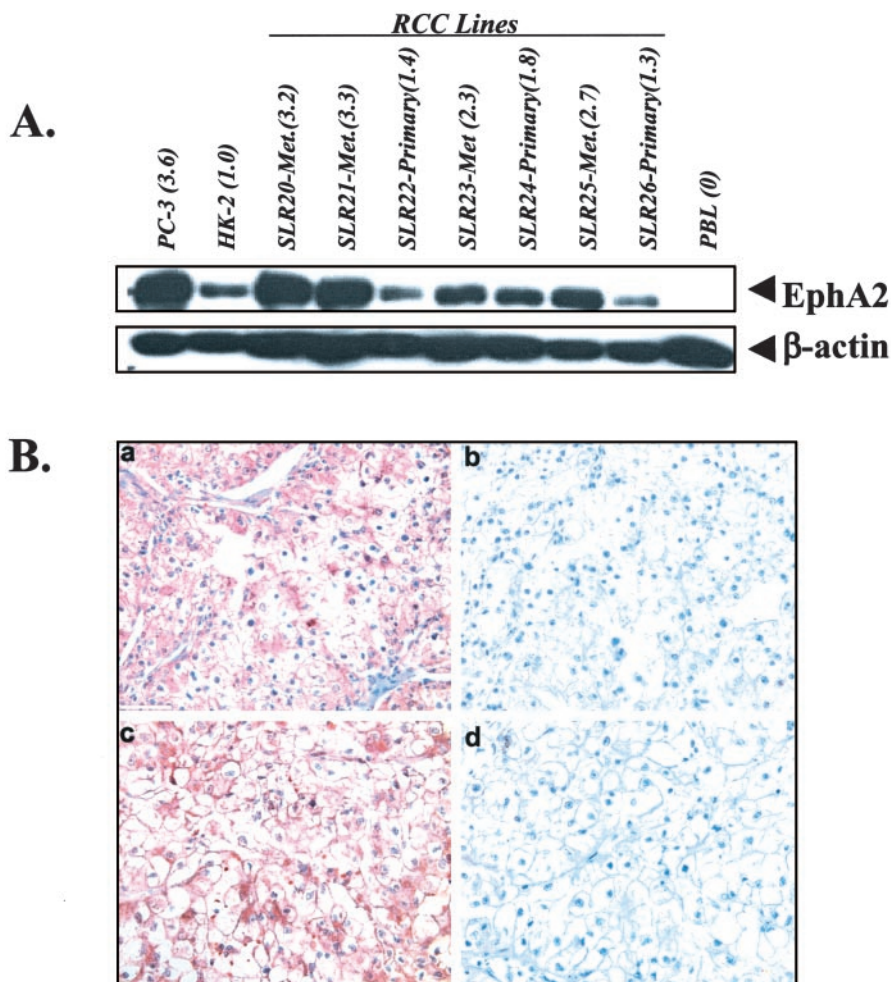 RCC Lines
A.
PC-3 (3.6)
HK-2 (1.0)
SLR20-Met.(3.2)
SLR21-Met.(3.3)
SLR22-Primary(1.4)
SLR23-Met (2.3)
SLR24-Primary(1.8)
SLR25-Met.(2.7)
SLR26-Primary(1.3)
PBL (0)
EphA2
β-actin
B.
a
b
c
d